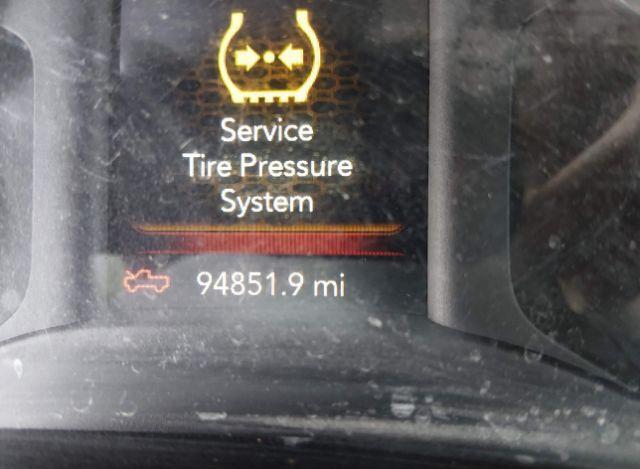 Service
Tire Pressure
System
94851.9 mi